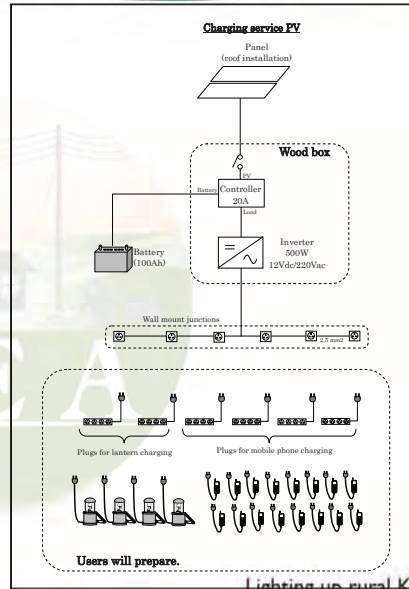 Charging service PV
Panel
(roof installation)
Wood box
PV
Battery
Controller
20A
Load
Battery
(100Ah)
Inverter
500W
12Vdc/220Vac
Wall mount junctions
2.5 mm2
E A
Plugs for lantern charging
Plugs for mobile phone charging
Users will prepare.
Lighting up rural K